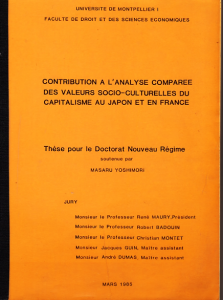 UNIVERSITE DE MONTPELLIER I
FACULTE DE DROIT ET DES SCIENCES ECONOMIQUES
CONTRIBUTION A L'ANALYSE COMPAREE
DES VALEURS SOCIO-CULTURELLES DU
CAPITALISME AU JAPON ET EN FRANCE
Thèse pour le Doctorat Nouveau Régime
soutenue par
MASARU YOSHIMORI
JURY
Monsieur le Professeur René MAURY, Président
Monsieur le Professeur Robert BADOUIN
Monsieur le Professeur Christian MONTET
Monsieur Jacques GUIN, Maître assistant
Monsieur André DUMAS, Maître assistant
MARS